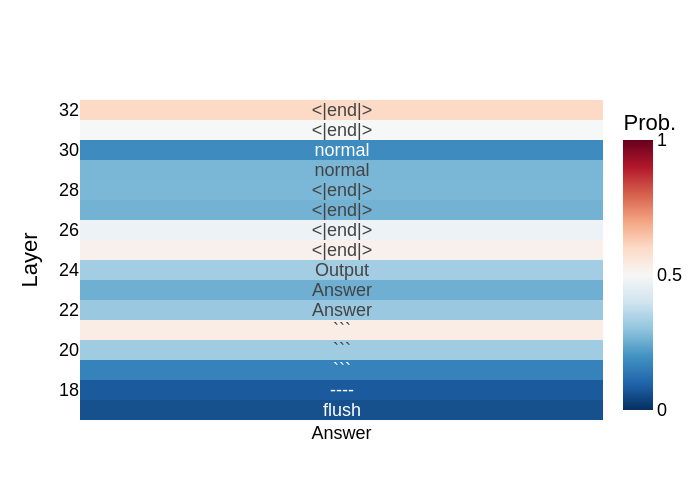 32
<|end|>
<|end|>
30
normal
normal
28
<|end|>
<|end|>
26
<|end|>
<|end|>
24
Output
Answer
22
Answer
```
20
```
```
18
----
flush
Answer
Layer
Prob.
1
0.5
0